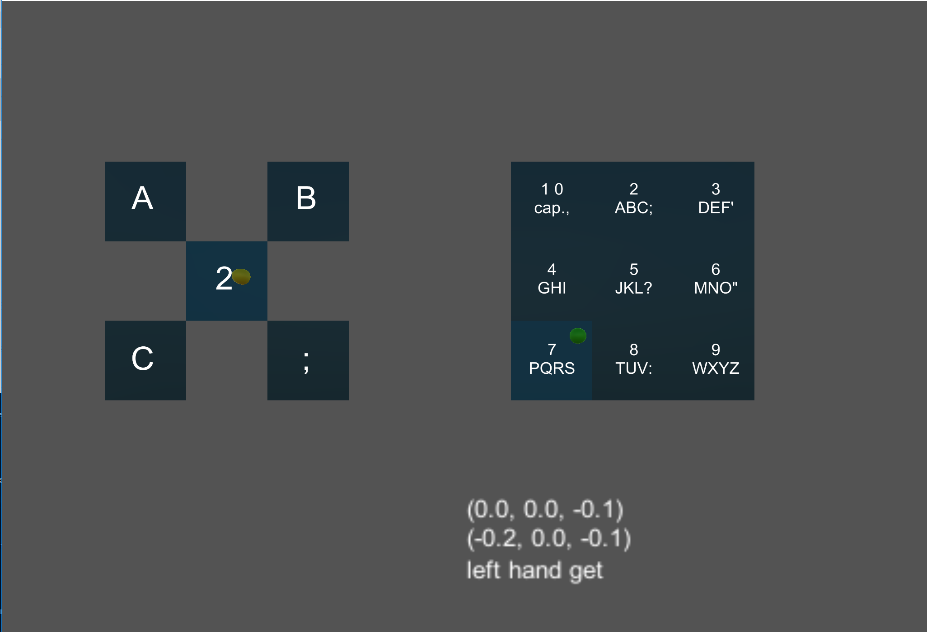 A B
2
C ;
1 0 2 3
cap., ABC; DEF'
4 5 6
GHI JKL? MNO"
7 8 9
PQRS TUV: WXYZ
(0.0, 0.0, -0.1)
(-0.2, 0.0, -0.1)
left hand get